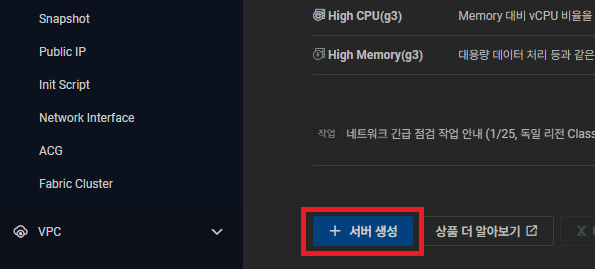 Snapshot
Public IP
Init Script
Network Interface
ACG
Fabric Cluster
VPC
High CPU(g3) Memory 대비 vCPU 비율을
High Memory(g3) 대용량 데이터 처리 등과 같은
작업 네트워크 긴급 점검 작업 안내 (1/25, 독일 리전 Class
+ 서버 생성 상품 더 알아보기